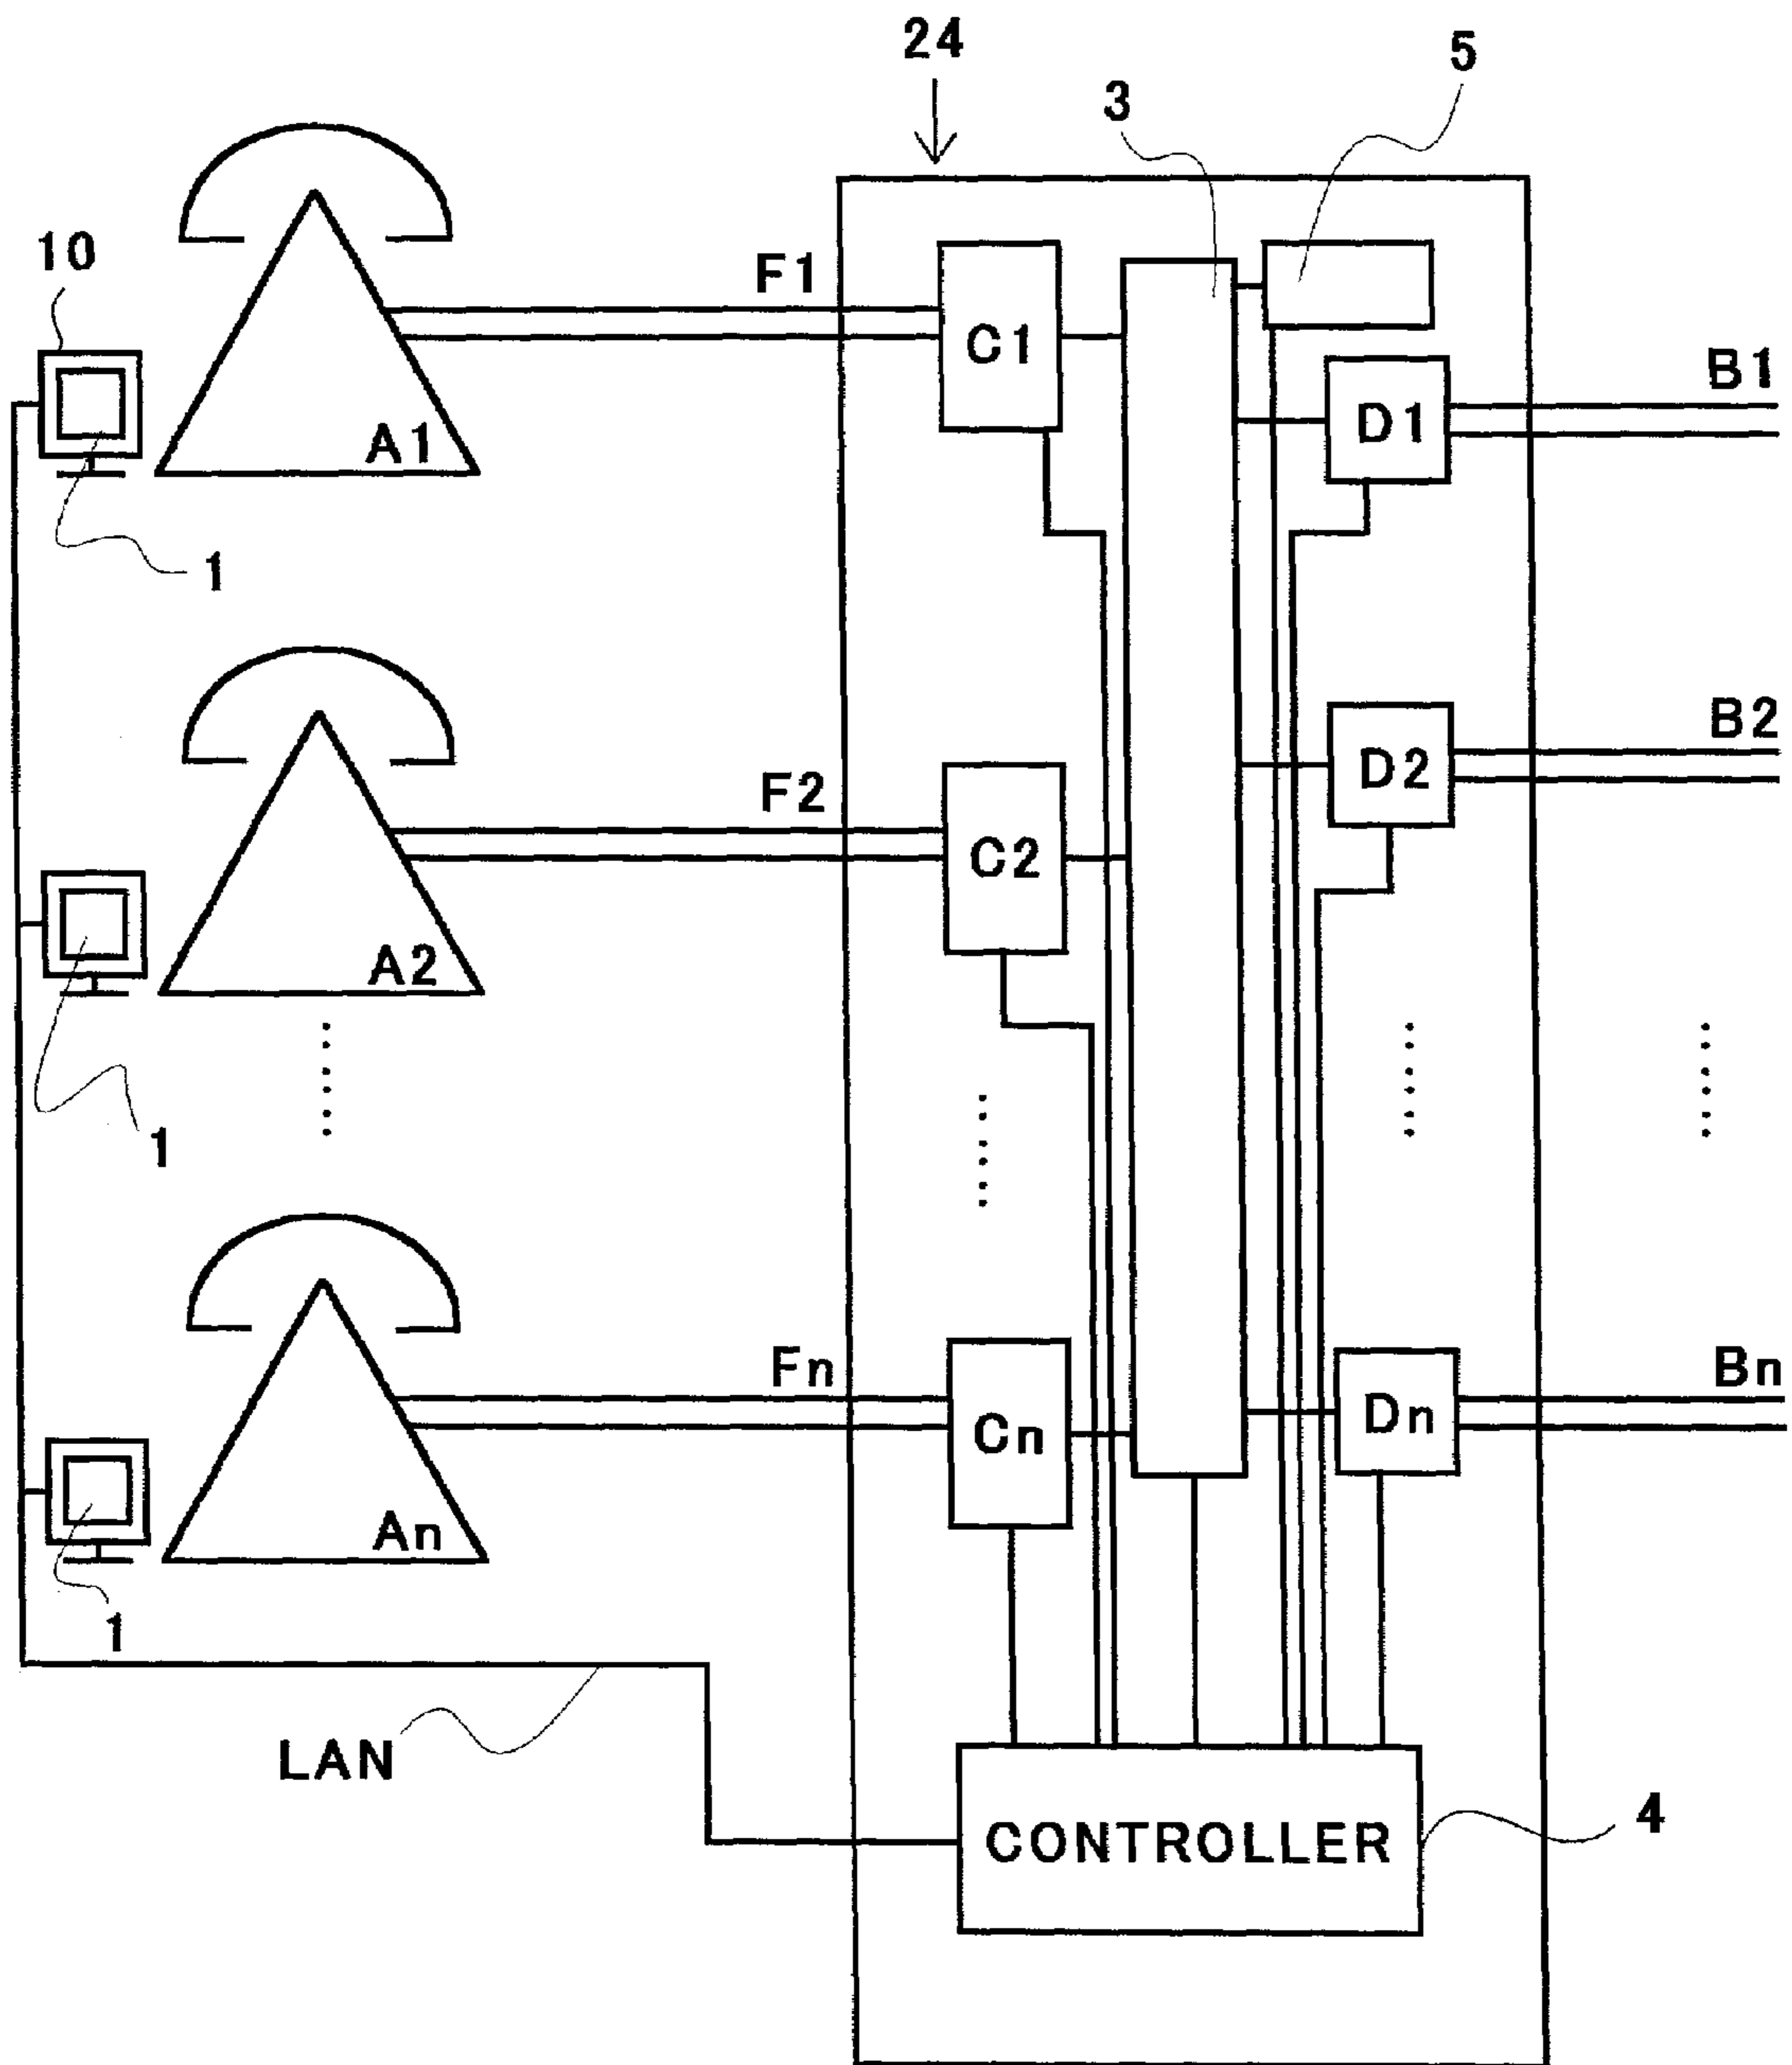 24
5
3
10
F1
C1
B1
D1
A1
1
B2
F2
D2
C2
A2
1
Fn
Bn
Cn
Dn
An
1
LAN
4
CONTROLLER